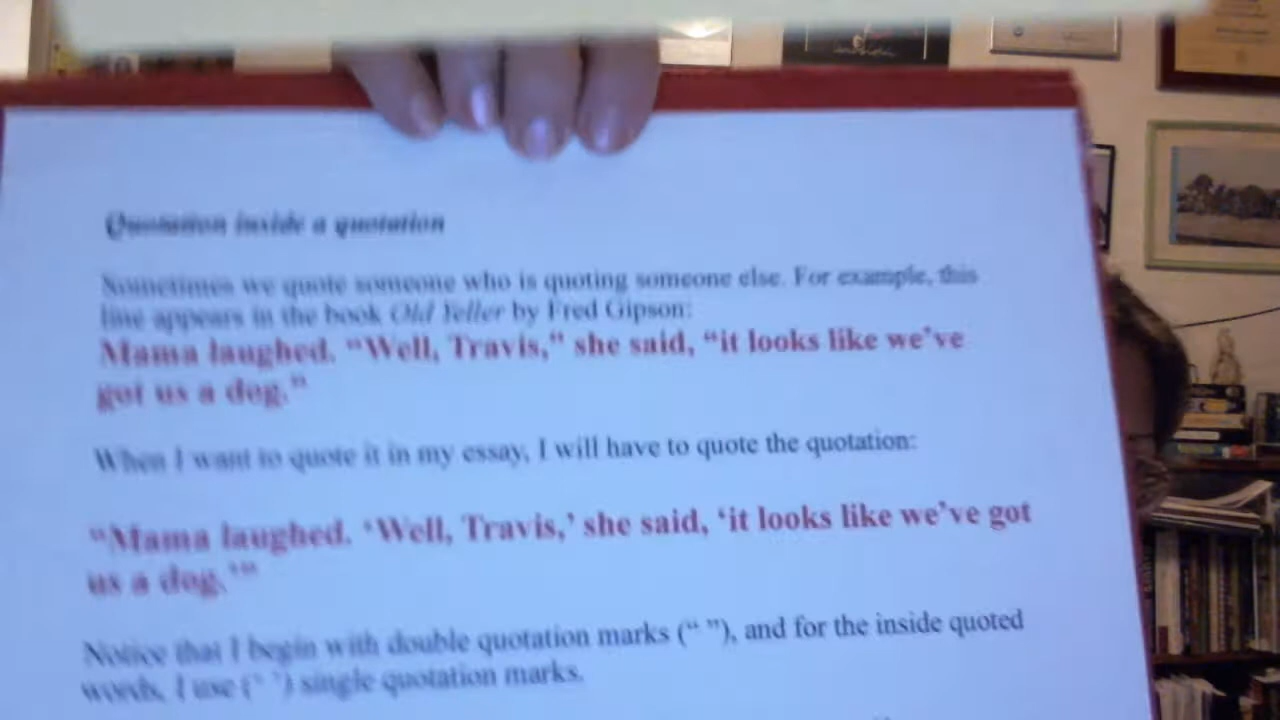 Quotation inside a quotation
Sometimes we quote someone who is quoting someone else. For example, this
line appears in the book Old Yeller by Fred Gipson:
Mama laughed. “Well, Travis,” she said, “it looks like we’ve
got us a dog.”
When I want to quote it in my essay, I will have to quote the quotation:
“Mama laughed. ‘Well, Travis,’ she said, ‘it looks like we’ve got
us a dog.’”
Notice that I begin with double quotation marks (“ ”), and for the inside quoted
words, I use (‘ ’) single quotation marks.